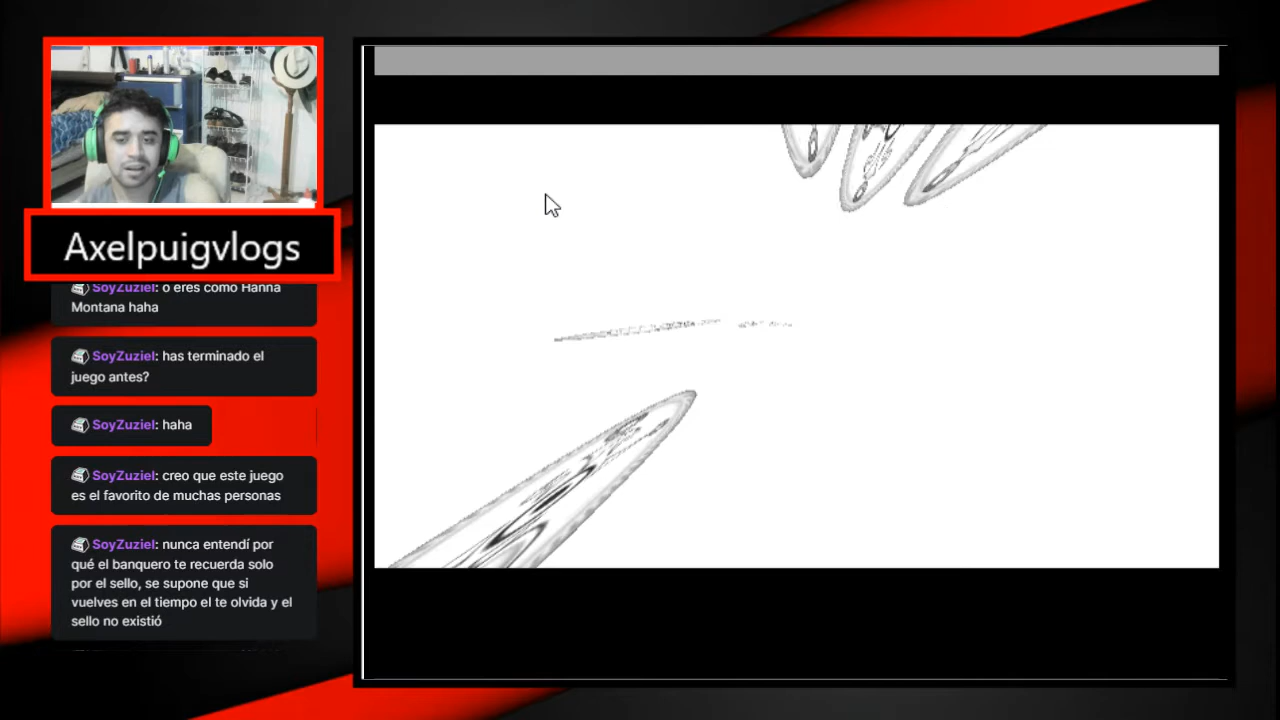 Axelpuigvlogs
SoyZuziel: o eres como Hanna
Montana haha
SoyZuziel: has terminado el
juego antes?
SoyZuziel: haha
SoyZuziel: creo que este juego
es el favorito de muchas personas
SoyZuziel: nunca entendí por
qué el banquero te recuerda solo
por el sello, se supone que si
vuelves en el tiempo el te olvida y el
sello no existió